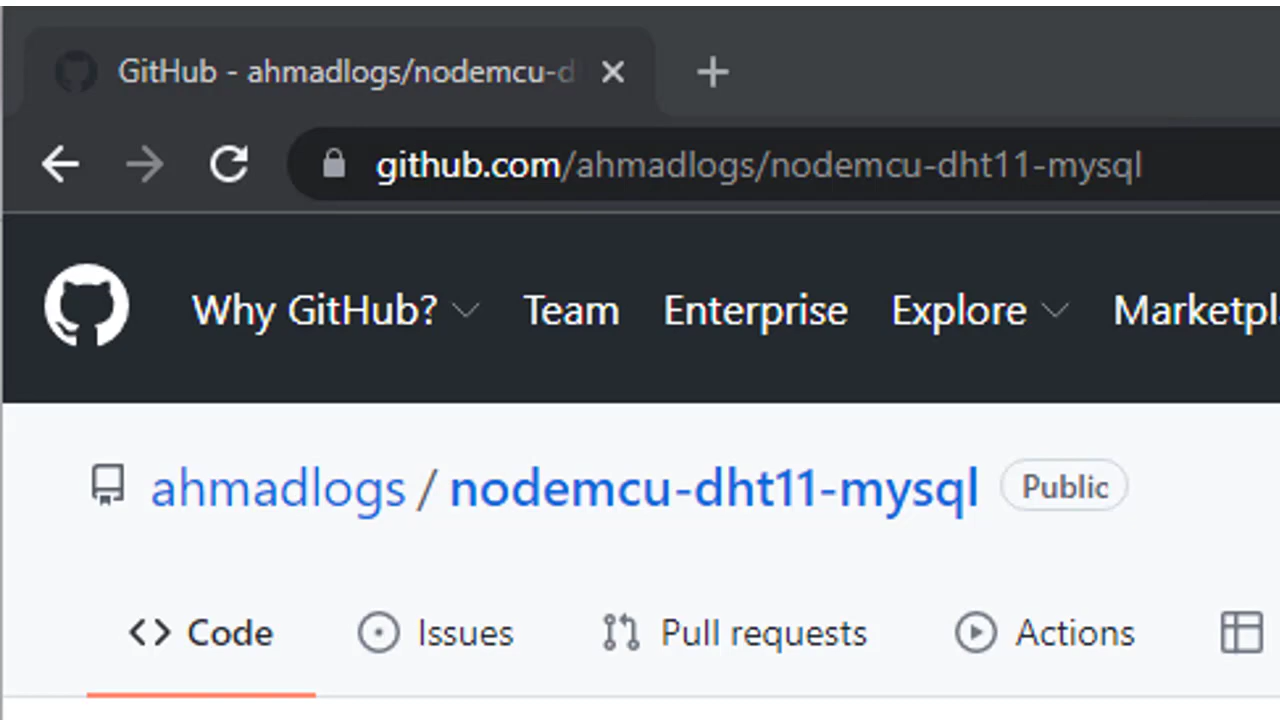 GitHub - ahmadlogs/nodemcu-d
github.com/ahmadlogs/nodemcu-dht11-mysql
Why GitHub? Team Enterprise Explore Marketpl
ahmadlogs / nodemcu-dht11-mysql Public
Code Issues Pull requests Actions